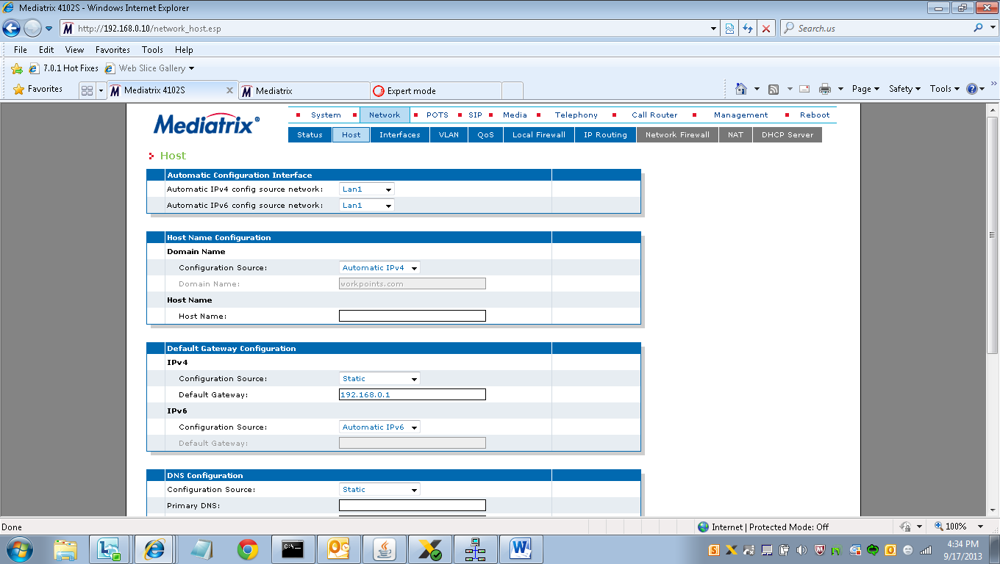 Mediatrix 4102S - Windows Internet Explorer
http://192.168.0.10/network_host.esp
Search.us
File Edit View Favorites Tools Help
7.0.1 Hot Fixes Web Slice Gallery
Favorites Mediatrix 4102S Mediatrix Expert mode Page Safety Tools
Mediatrix®
System Network POTS SIP Media Telephony Call Router Management Reboot
Status Host Interfaces VLAN QoS Local Firewall IP Routing Network Firewall NAT DHCP Server
Host
Automatic Configuration Interface
Automatic IPv4 config source network: Lan1
Automatic IPv6 config source network: Lan1
Host Name Configuration
Domain Name
Configuration Source: Automatic IPv4
Domain Name: workpoints.com
Host Name
Host Name:
Default Gateway Configuration
IPv4
Configuration Source: Static
Default Gateway: 192.168.0.1
IPv6
Configuration Source: Automatic IPv6
Default Gateway:
DNS Configuration
Configuration Source: Static
Primary DNS:
Done Internet | Protected Mode: Off 100%
4:34 PM
9/17/2013